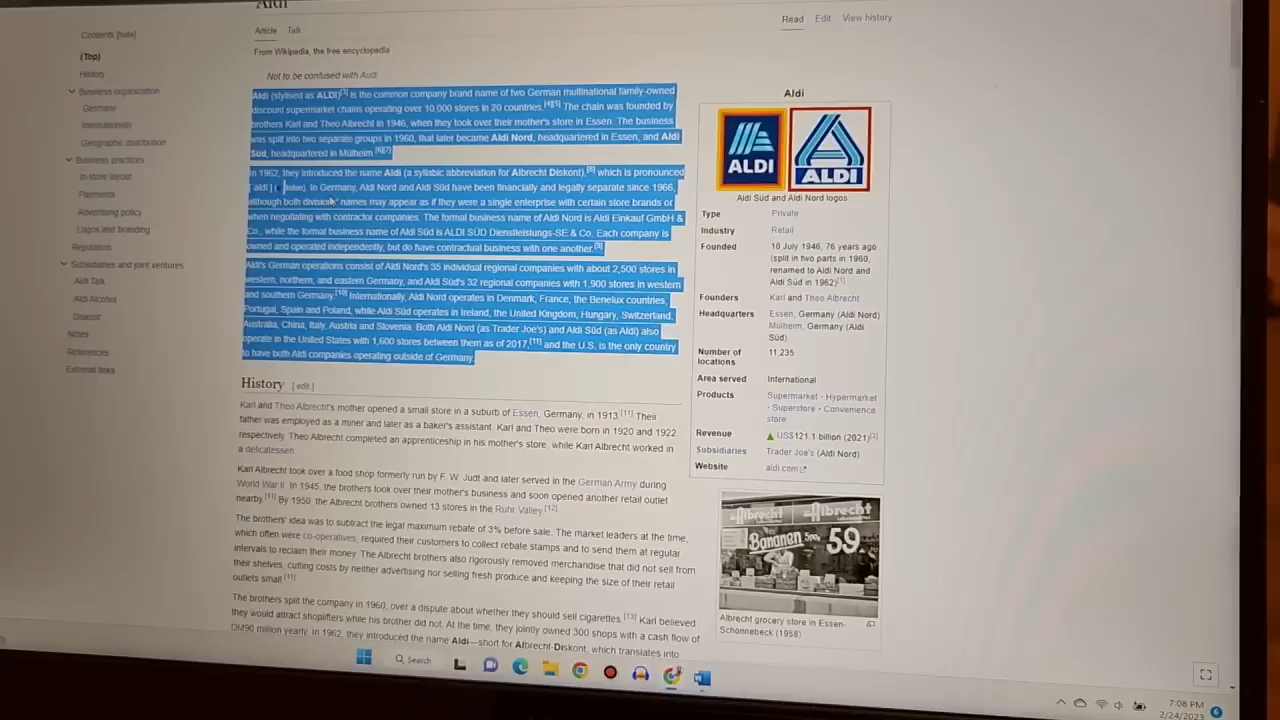 Aldi
Read Edit View history
Article Talk
From Wikipedia, the free encyclopedia
Not to be confused with Audi
Contents [hide]
(Top)
History
Business organization
Germany
Internationally
Geographic distribution
Business practices
In-store layout
Payments
Advertising policy
Logos and branding
Reputation
Subsidiaries and joint ventures
Aldi Talk
Aldi Alcohol
Diskont
Notes
References
External links
Aldi (stylised as ALDI)[3] is the common company brand name of two German multinational family-owned
discount supermarket chains operating over 10,000 stores in 20 countries.[4][5] The chain was founded by
brothers Karl and Theo Albrecht in 1946, when they took over their mother's store in Essen. The business
was split into two separate groups in 1960, that later became Aldi Nord, headquartered in Essen, and Aldi
Süd, headquartered in Mülheim.[6][7]
In 1962, they introduced the name Aldi (a syllabic abbreviation for Albrecht Diskont),[8] which is pronounced
[ˈaldi] ( listen). In Germany, Aldi Nord and Aldi Süd have been financially and legally separate since 1966,
although both divisions' names may appear as if they were a single enterprise with certain store brands or
when negotiating with contractor companies. The formal business name of Aldi Nord is Aldi Einkauf GmbH &
Co., while the formal business name of Aldi Süd is ALDI SÜD Dienstleistungs-SE & Co. Each company is
owned and operated independently, but do have contractual business with one another.[9]
Aldi's German operations consist of Aldi Nord's 35 individual regional companies with about 2,500 stores in
western, northern, and eastern Germany, and Aldi Süd's 32 regional companies with 1,900 stores in western
and southern Germany.[10] Internationally, Aldi Nord operates in Denmark, France, the Benelux countries,
Portugal, Spain and Poland, while Aldi Süd operates in Ireland, the United Kingdom, Hungary, Switzerland,
Australia, China, Italy, Austria and Slovenia. Both Aldi Nord (as Trader Joe's) and Aldi Süd (as Aldi) also
operate in the United States with 1,600 stores between them as of 2017,[11] and the U.S. is the only country
to have both Aldi companies operating outside of Germany.
History [ edit ]
Karl and Theo Albrecht's mother opened a small store in a suburb of Essen, Germany, in 1913.[11] Their
father was employed as a miner and later as a baker's assistant. Karl and Theo were born in 1920 and 1922
respectively. Theo Albrecht completed an apprenticeship in his mother's store, while Karl Albrecht worked in
a delicatessen.
Karl Albrecht took over a food shop formerly run by F. W. Judt and later served in the German Army during
World War II. In 1945, the brothers took over their mother's business and soon opened another retail outlet
nearby.[11] By 1950, the Albrecht brothers owned 13 stores in the Ruhr Valley.[12]
The brothers' idea was to subtract the legal maximum rebate of 3% before sale. The market leaders at the time,
which often were co-operatives, required their customers to collect rebate stamps and to send them at regular
intervals to reclaim their money. The Albrecht brothers also rigorously removed merchandise that did not sell from
their shelves, cutting costs by neither advertising nor selling fresh produce and keeping the size of their retail
outlets small.[11]
The brothers split the company in 1960, over a dispute about whether they should sell cigarettes.[13] Karl believed
they would attract shoplifters while his brother did not. At the time, they jointly owned 300 shops with a cash flow of
DM90 million yearly. In 1962, they introduced the name Aldi—short for Albrecht-Diskont, which translates into
Aldi
ALDI
ALDI
Aldi Süd and Aldi Nord logos
Type Private
Industry Retail
Founded 10 July 1946; 76 years ago
(split in two parts in 1960,
renamed to Aldi Nord and
Aldi Süd in 1962)[1]
Founders Karl and Theo Albrecht
Headquarters Essen, Germany (Aldi Nord)
Mülheim, Germany (Aldi
Süd)
Number of
locations 11,235
Area served International
Products Supermarket · Hypermarket
· Superstore · Convenience
store
Revenue US$121.1 billion (2021)[2]
Subsidiaries Trader Joe's (Aldi Nord)
Website aldi.com
Albrecht Albrecht
Bananen 59
Albrecht grocery store in Essen-
Schonnebeck (1958)
Search
7:08 PM
2/24/2023
6